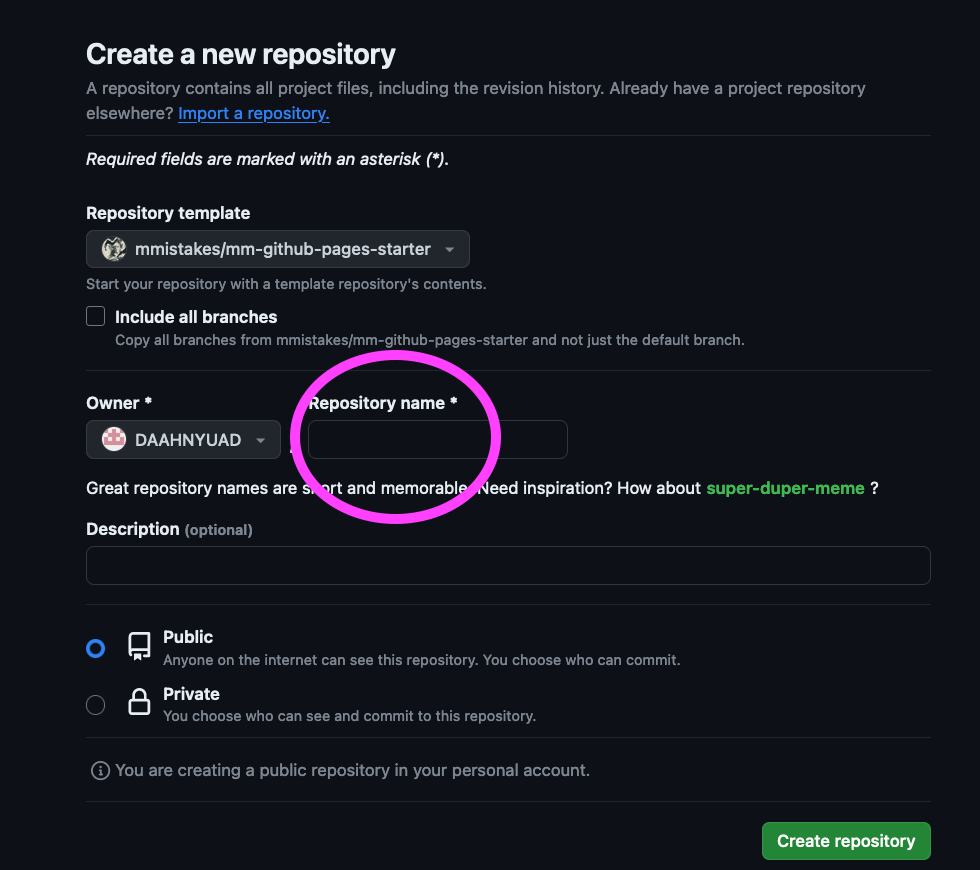 Create a new repository
A repository contains all project files, including the revision history. Already have a project repository
elsewhere? Import a repository.
Required fields are marked with an asterisk (*).
Repository template
mmistakes/mm-github-pages-starter
Start your repository with a template repository's contents.
Include all branches
Copy all branches from mmistakes/mm-github-pages-starter and not just the default branch.
Owner * Repository name *
DAAHNYUAD
Great repository names are short and memorable. Need inspiration? How about super-duper-meme ?
Description (optional)
Public
Anyone on the internet can see this repository. You choose who can commit.
Private
You choose who can see and commit to this repository.
You are creating a public repository in your personal account.
Create repository